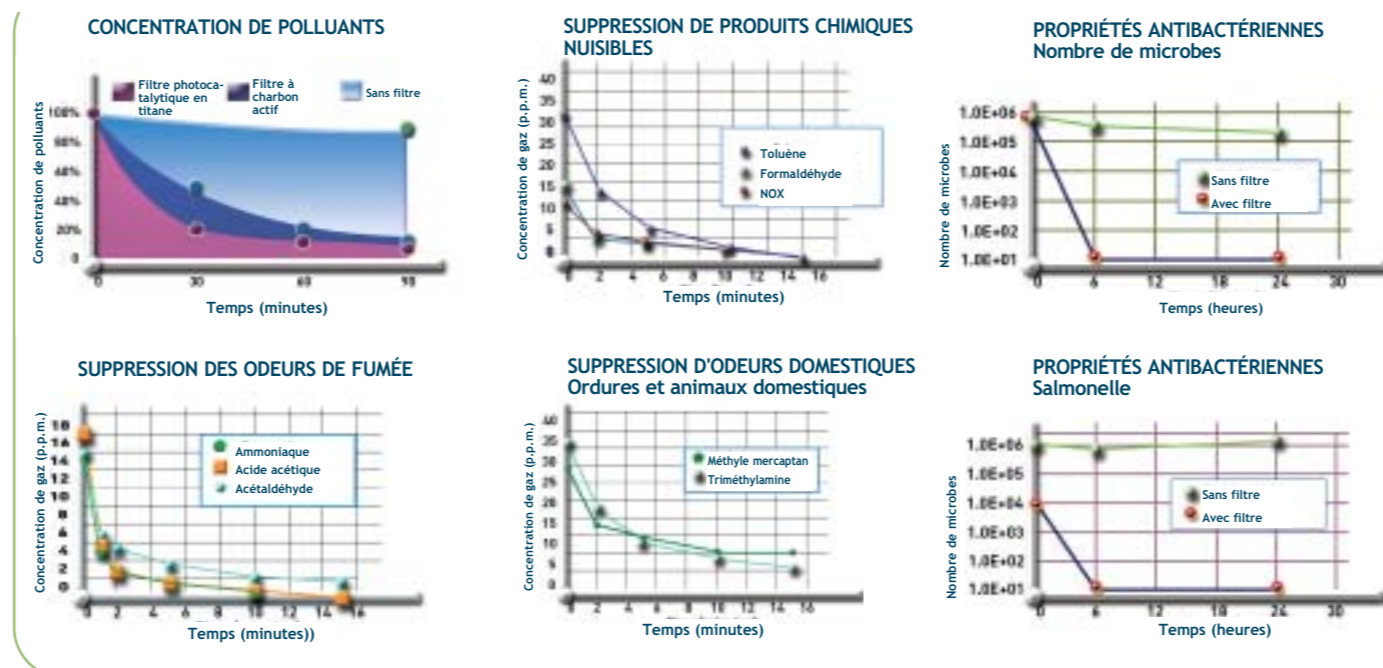 CONCENTRATION DE POLLUANTS
Filtre photoca-
talytique en
titane
Filtre à
charbon
actif
Sans filtre
Concentration de polluants
100%
80%
40%
20%
0
0 30 60 90
Temps (minutes)
SUPPRESSION DE PRODUITS CHIMIQUES
NUISIBLES
Concentration de gaz (p.p.m.)
40
35
30
25
20
15
10
5
0
Toluène
Formaldéhyde
NOX
0 2 4 6 8 10 12 14 16
Temps (minutes)
PROPRIÉTÉS ANTIBACTÉRIENNES
Nombre de microbes
Nombre de microbes
1.0E+06
1.0E+05
1.0E+04
1.0E+03
1.0E+02
1.0E+01
Sans filtre
Avec filtre
0 6 12 18 24 30
Temps (heures)
SUPPRESSION DES ODEURS DE FUMÉE
Concentration de gaz (p.p.m.)
18
16
14
12
10
8
6
4
2
0
Ammoniaque
Acide acétique
Acétaldéhyde
0 2 4 6 8 10 12 14 16
Temps (minutes))
SUPPRESSION D'ODEURS DOMESTIQUES
Ordures et animaux domestiques
Concentration de gaz (p.p.m.)
40
35
30
25
20
15
10
5
0
Méthyle mercaptan
Triméthylamine
0 2 4 6 8 10 12 14 16
Temps (minutes)
PROPRIÉTÉS ANTIBACTÉRIENNES
Salmonelle
Nombre de microbes
1.0E+06
1.0E+05
1.0E+04
1.0E+03
1.0E+02
1.0E+01
Sans filtre
Avec filtre
0 6 12 18 24 30
Temps (heures)